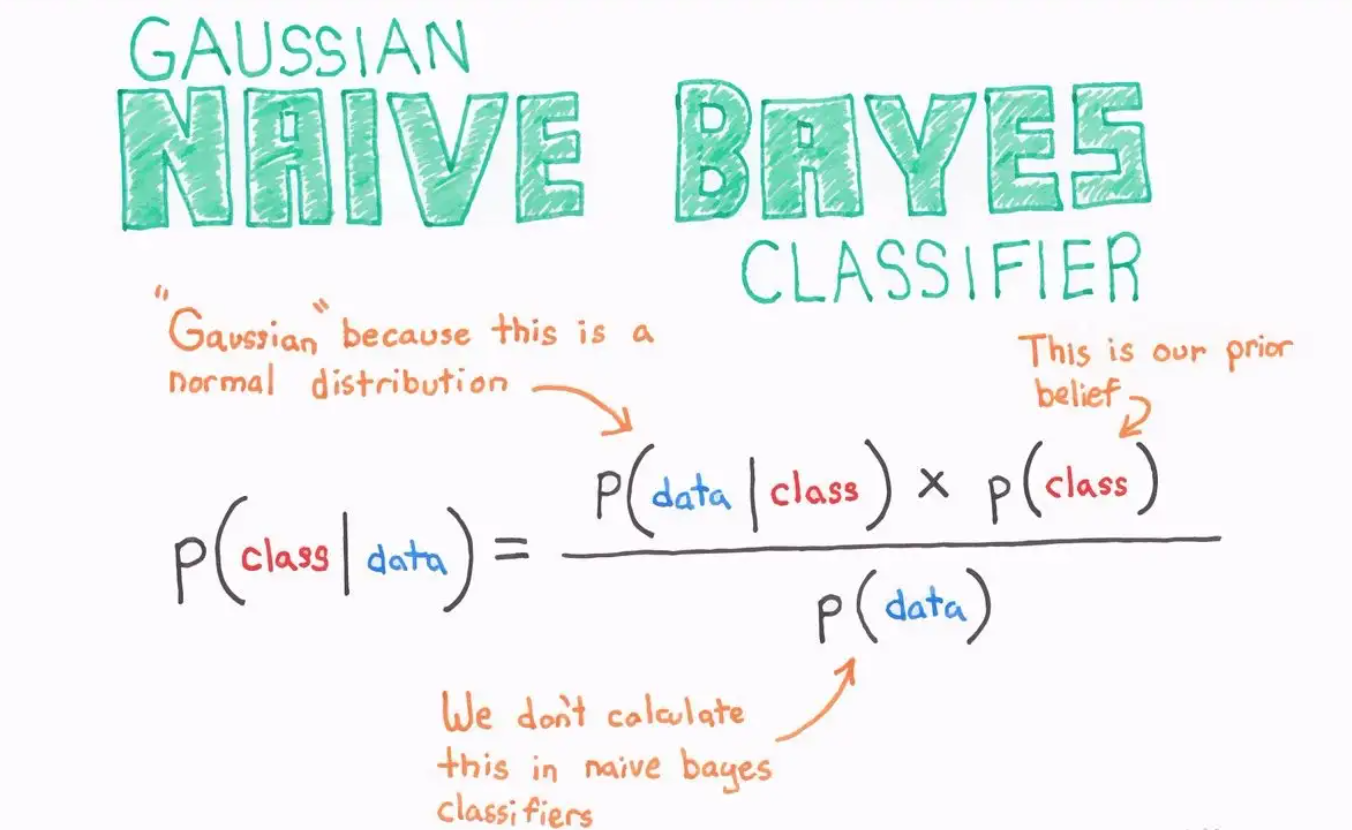 GAUSSIAN
NAIVE BAYES
CLASSIFIER
"Gaussian" because this is a
normal distribution
This is our prior
belief
P(data|class) × P(class)
P(class|data) =
P(data)
We don't calculate
this in naive bayes
classifiers